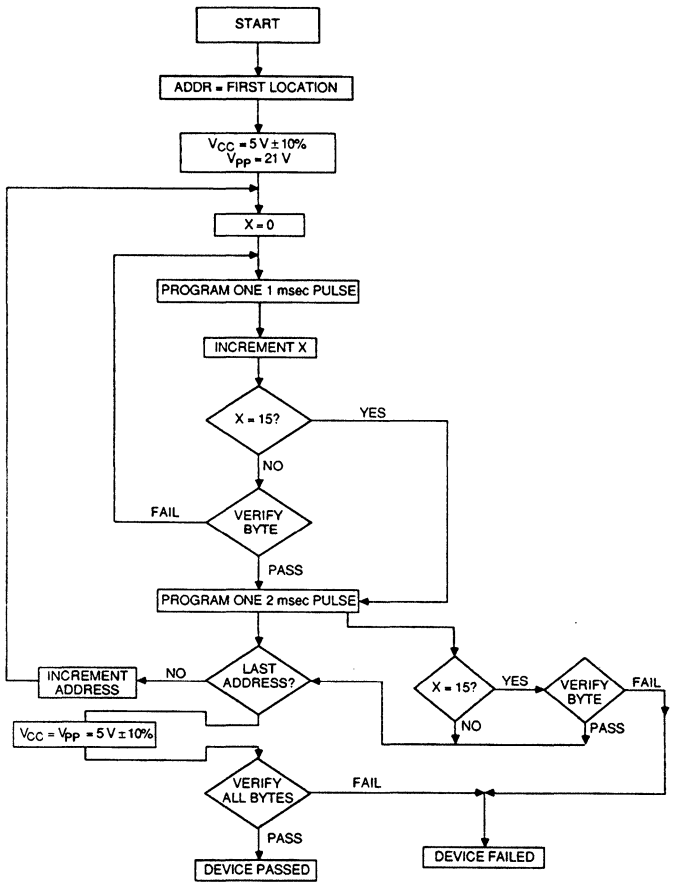 START
ADDR = FIRST LOCATION
VCC = 5 V ± 10%
VPP = 21 V
X = 0
PROGRAM ONE 1 msec PULSE
INCREMENT X
X = 15?
YES
NO
FAIL
VERIFY
BYTE
PASS
PROGRAM ONE 2 msec PULSE
INCREMENT
ADDRESS
NO
LAST
ADDRESS?
X = 15?
YES
VERIFY
BYTE
FAIL
NO
PASS
VCC = VPP = 5 V ± 10%
VERIFY
ALL BYTES
FAIL
PASS
DEVICE PASSED
DEVICE FAILED